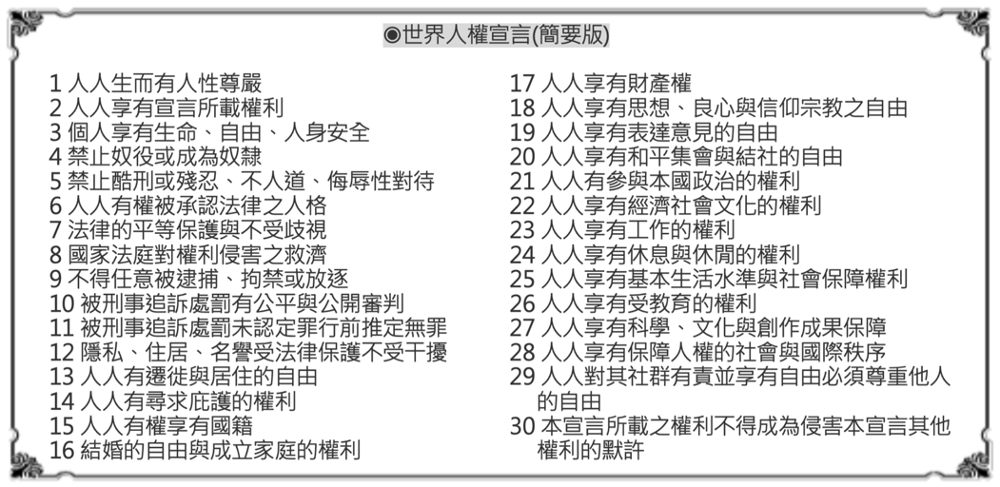 ◉世界人權宣言(簡要版)
1 人人生而有人性尊嚴
2 人人享有宣言所載權利
3 個人享有生命、自由、人身安全
4 禁止奴役或成為奴隸
5 禁止酷刑或殘忍、不人道、侮辱性對待
6 人人有權被承認法律之人格
7 法律的平等保護與不受歧視
8 國家法庭對權利侵害之救濟
9 不得任意被逮捕、拘禁或放逐
10 被刑事追訴處罰有公平與公開審判
11 被刑事追訴處罰未認定罪行前推定無罪
12 隱私、住居、名譽受法律保護不受干擾
13 人人有遷徙與居住的自由
14 人人有尋求庇護的權利
15 人人有權享有國籍
16 結婚的自由與成立家庭的權利
17 人人享有財產權
18 人人享有思想、良心與信仰宗教之自由
19 人人享有表達意見的自由
20 人人享有和平集會與結社的自由
21 人人有參與本國政治的權利
22 人人享有經濟社會文化的權利
23 人人享有工作的權利
24 人人享有休息與休閒的權利
25 人人享有基本生活水準與社會保障權利
26 人人享有受教育的權利
27 人人享有科學、文化與創作成果保障
28 人人享有保障人權的社會與國際秩序
29 人人對其社群有責並享有自由必須尊重他人
的自由
30 本宣言所載之權利不得成為侵害本宣言其他
權利的默許